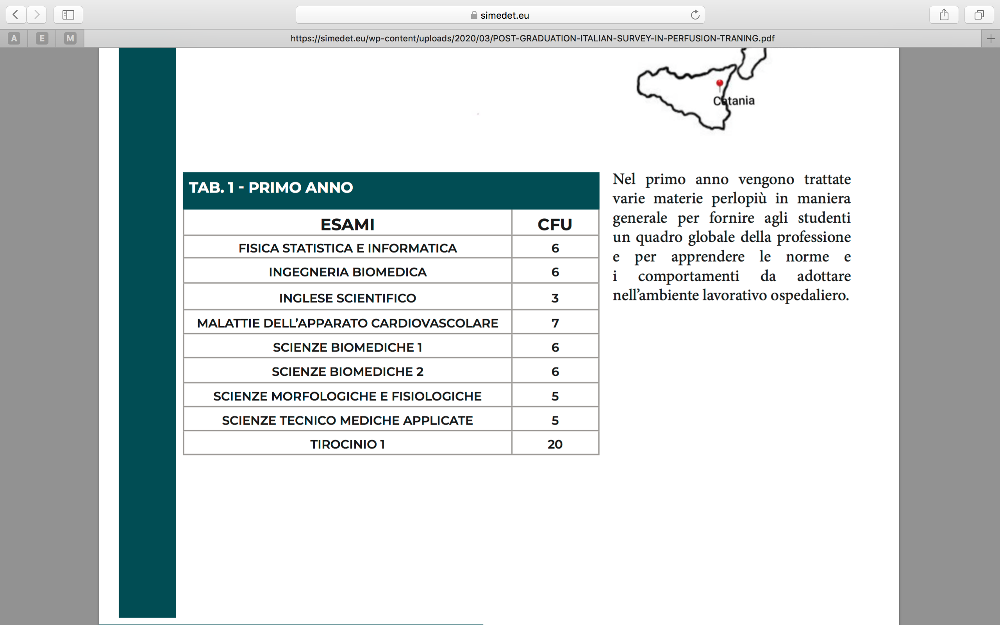 simedet.eu
A E M https://simedet.eu/wp-content/uploads/2020/03/POST-GRADUATION-ITALIAN-SURVEY-IN-PERFUSION-TRANING.pdf
Catania
TAB. 1 - PRIMO ANNO
ESAMI CFU
FISICA STATISTICA E INFORMATICA 6
INGEGNERIA BIOMEDICA 6
INGLESE SCIENTIFICO 3
MALATTIE DELL’APPARATO CARDIOVASCOLARE 7
SCIENZE BIOMEDICHE 1 6
SCIENZE BIOMEDICHE 2 6
SCIENZE MORFOLOGICHE E FISIOLOGICHE 5
SCIENZE TECNICO MEDICHE APPLICATE 5
TIROCINIO 1 20
Nel primo anno vengono trattate
varie materie perlopiù in maniera
generale per fornire agli studenti
un quadro globale della professione
e per apprendere le norme e
i comportamenti da adottare
nell’ambiente lavorativo ospedaliero.